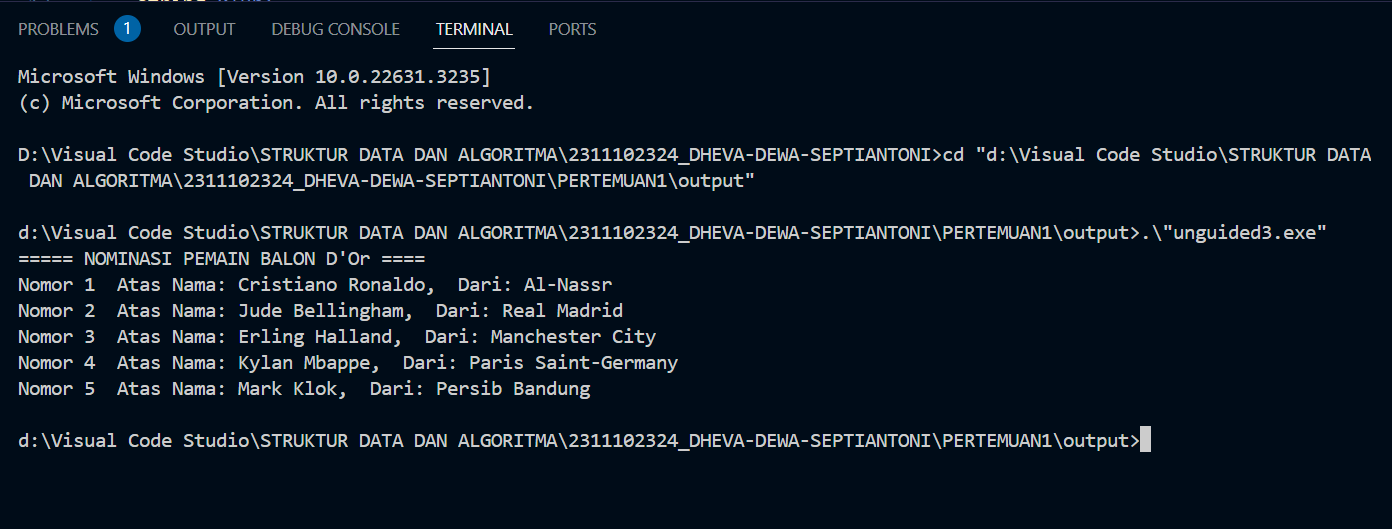 PROBLEMS 1 OUTPUT DEBUG CONSOLE TERMINAL PORTS
Microsoft Windows [Version 10.0.22631.3235]
(c) Microsoft Corporation. All rights reserved.
D:\Visual Code Studio\STRUKTUR DATA DAN ALGORITMA\2311102324_DHEVA-DEWA-SEPTIANTONI>cd "d:\Visual Code Studio\STRUKTUR DATA
DAN ALGORITMA\2311102324_DHEVA-DEWA-SEPTIANTONI\PERTEMUAN1\output"
d:\Visual Code Studio\STRUKTUR DATA DAN ALGORITMA\2311102324_DHEVA-DEWA-SEPTIANTONI\PERTEMUAN1\output>.\"unguided3.exe"
===== NOMINASI PEMAIN BALON D'Or ====
Nomor 1  Atas Nama: Cristiano Ronaldo,  Dari: Al-Nassr
Nomor 2  Atas Nama: Jude Bellingham,  Dari: Real Madrid
Nomor 3  Atas Nama: Erling Halland,  Dari: Manchester City
Nomor 4  Atas Nama: Kylan Mbappe,  Dari: Paris Saint-Germany
Nomor 5  Atas Nama: Mark Klok,  Dari: Persib Bandung
d:\Visual Code Studio\STRUKTUR DATA DAN ALGORITMA\2311102324_DHEVA-DEWA-SEPTIANTONI\PERTEMUAN1\output>